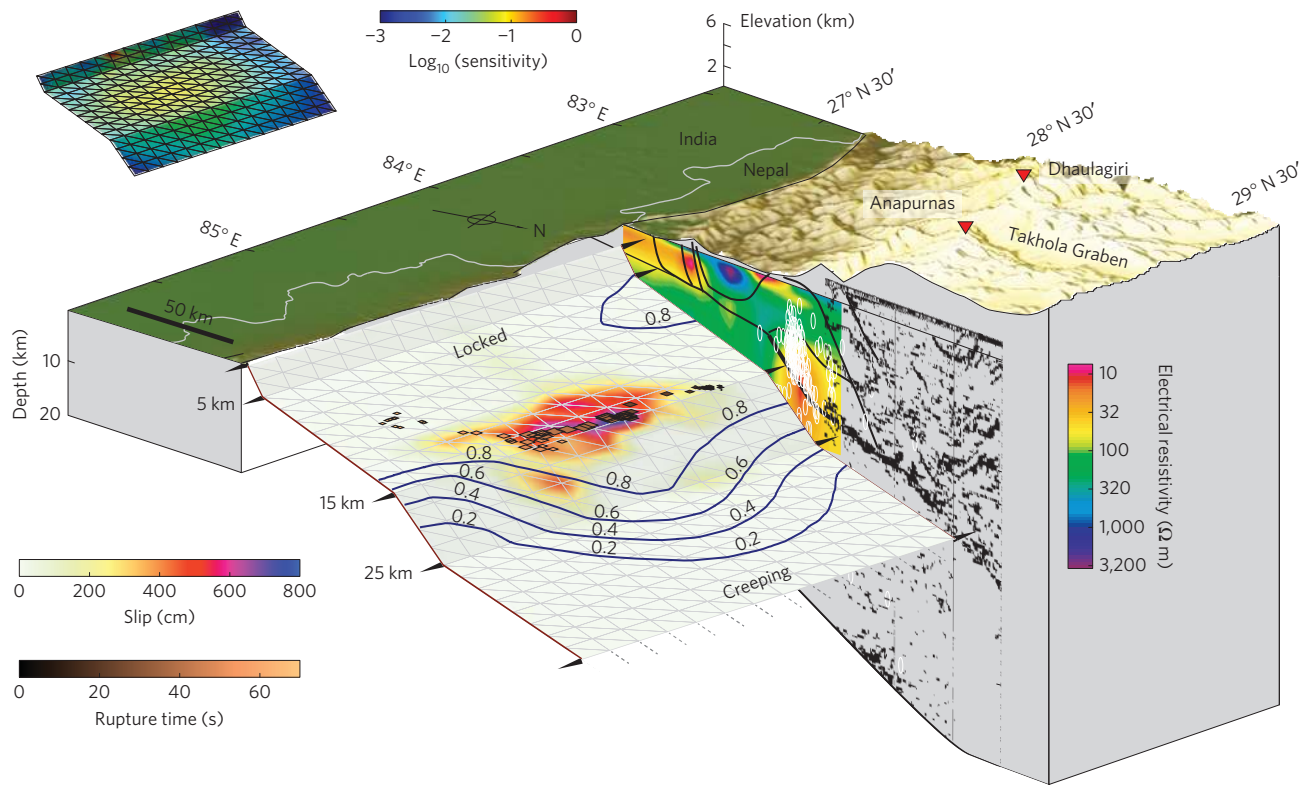 −3 −2 −1 0
Log₁₀ (sensitivity)
6 Elevation (km)
2
83° E
27° N 30′
28° N 30′
29° N 30′
India
Nepal
Dhaulagiri
Anapurnas
Takhola Graben
84° E
85° E
N
50 km
Depth (km)
10
20
5 km
15 km
25 km
Locked
0.8
0.8
0.6
0.4
0.2
0.8
0.8
0.6
0.4
0.2
0.6
0.4
0.2
Creeping
0 200 400 600 800
Slip (cm)
0 20 40 60
Rupture time (s)
10
32
100
320
1,000
3,200
Electrical resistivity (Ω m)